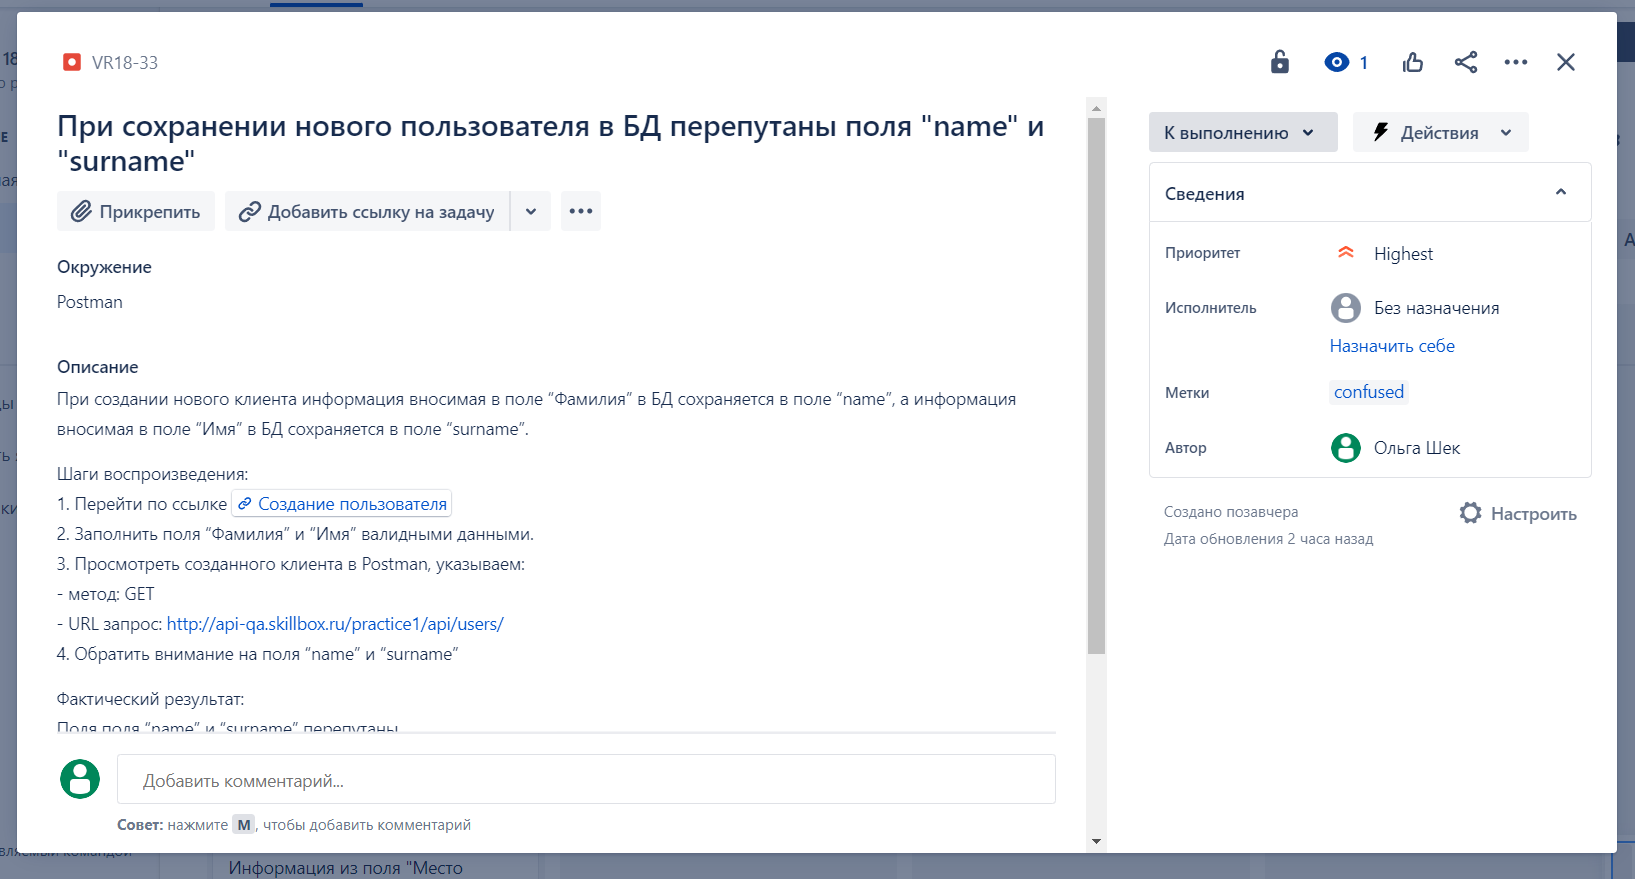 VR18-33
1
При сохранении нового пользователя в БД перепутаны поля "name" и
"surname"
Прикрепить
Добавить ссылку на задачу
Окружение
Postman
Описание
При создании нового клиента информация вносимая в поле “Фамилия” в БД сохраняется в поле “name”, а информация
вносимая в поле “Имя” в БД сохраняется в поле “surname”.
Шаги воспроизведения:
1. Перейти по ссылке Создание пользователя
2. Заполнить поля “Фамилия” и “Имя” валидными данными.
3. Просмотреть созданного клиента в Postman, указываем:
- метод: GET
- URL запрос: http://api-qa.skillbox.ru/practice1/api/users/
4. Обратить внимание на поля “name” и “surname”
Фактический результат:
Поля поля “name” и “surname” перепутаны
Добавить комментарий...
Совет: нажмите M, чтобы добавить комментарий
К выполнению
Действия
Сведения
Приоритет
Highest
Исполнитель
Без назначения
Назначить себе
Метки
confused
Автор
Ольга Шек
Создано позавчера
Дата обновления 2 часа назад
Настроить
Информация из поля "Место